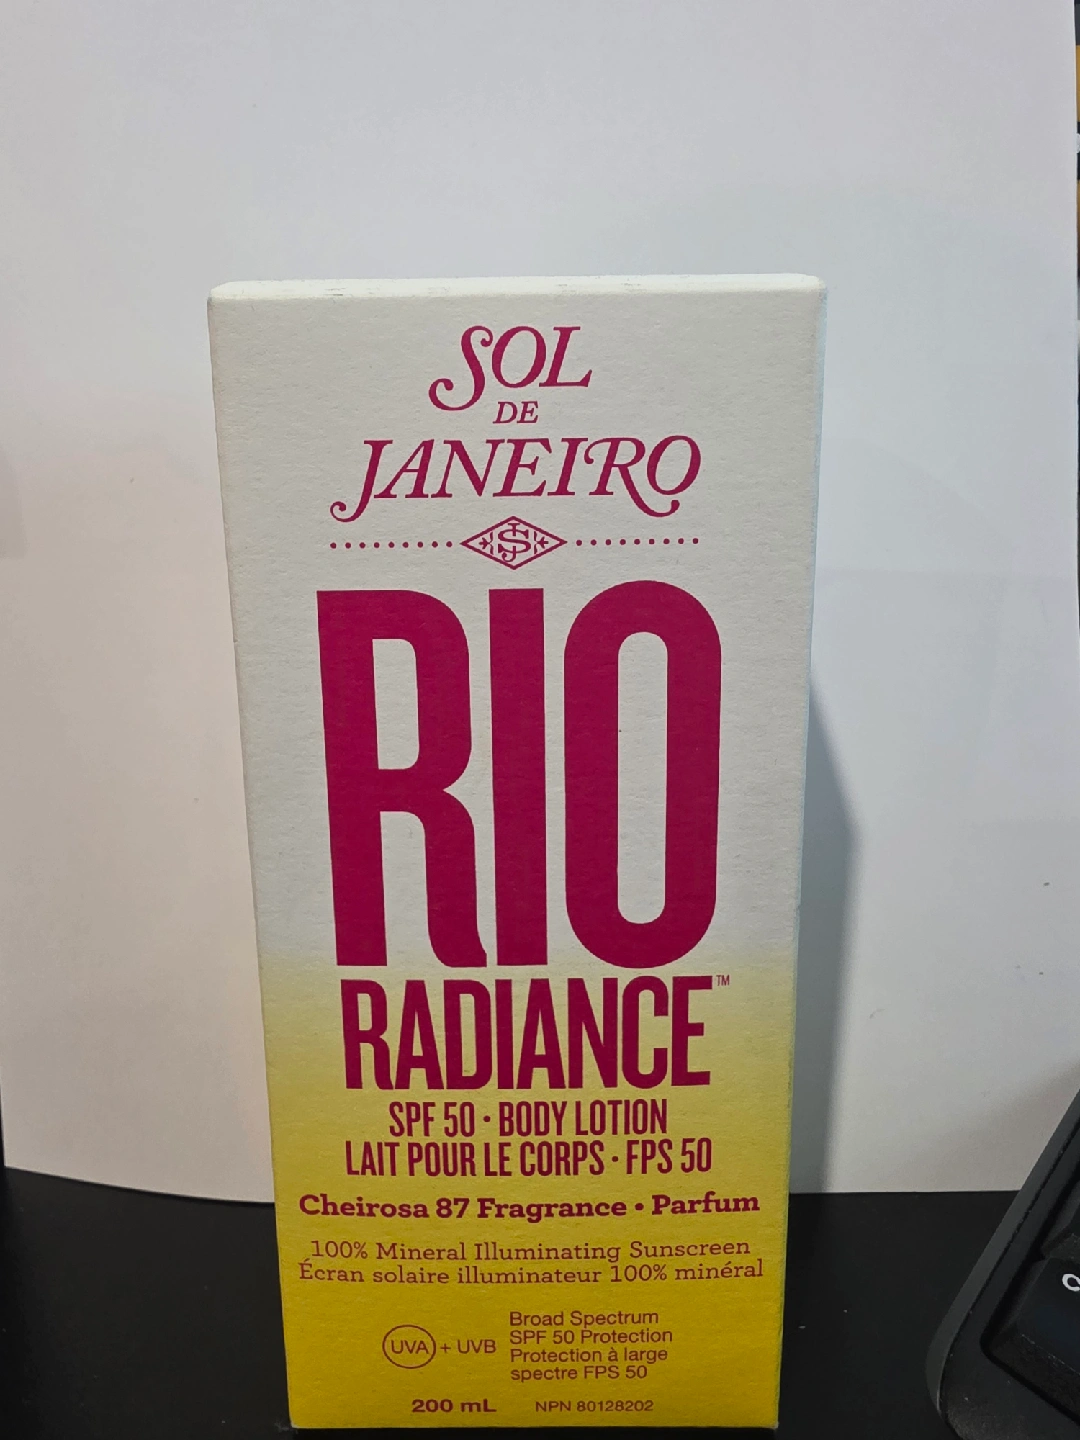 SOL
DE
JANEIRO
RIO
RADIANCE™
SPF 50 · BODY LOTION
LAIT POUR LE CORPS · FPS 50
Cheirosa 87 Fragrance • Parfum
100% Mineral Illuminating Sunscreen
Écran solaire illuminateur 100% minéral
UVA + UVB
Broad Spectrum
SPF 50 Protection
Protection à large
spectre FPS 50
200 mL NPN 80128202